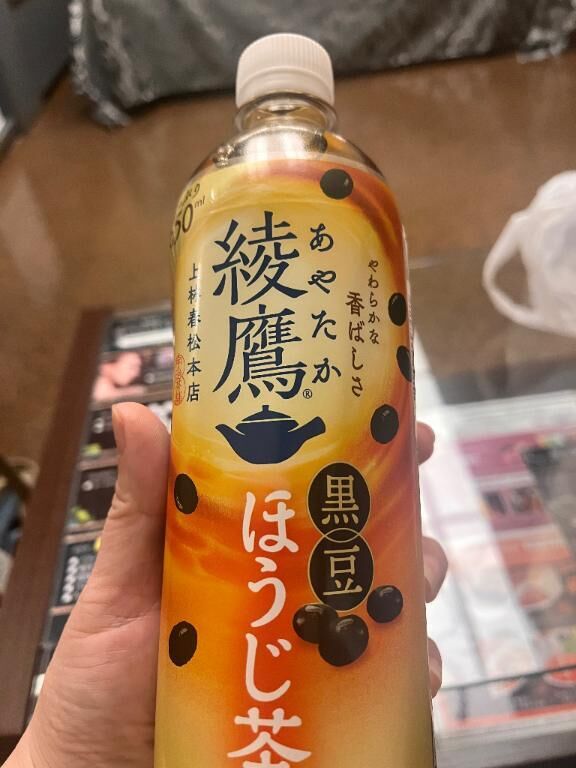 やわらかな
香ばしさ
あやたか
綾鷹®
上林春松本店
黒豆
ほうじ茶